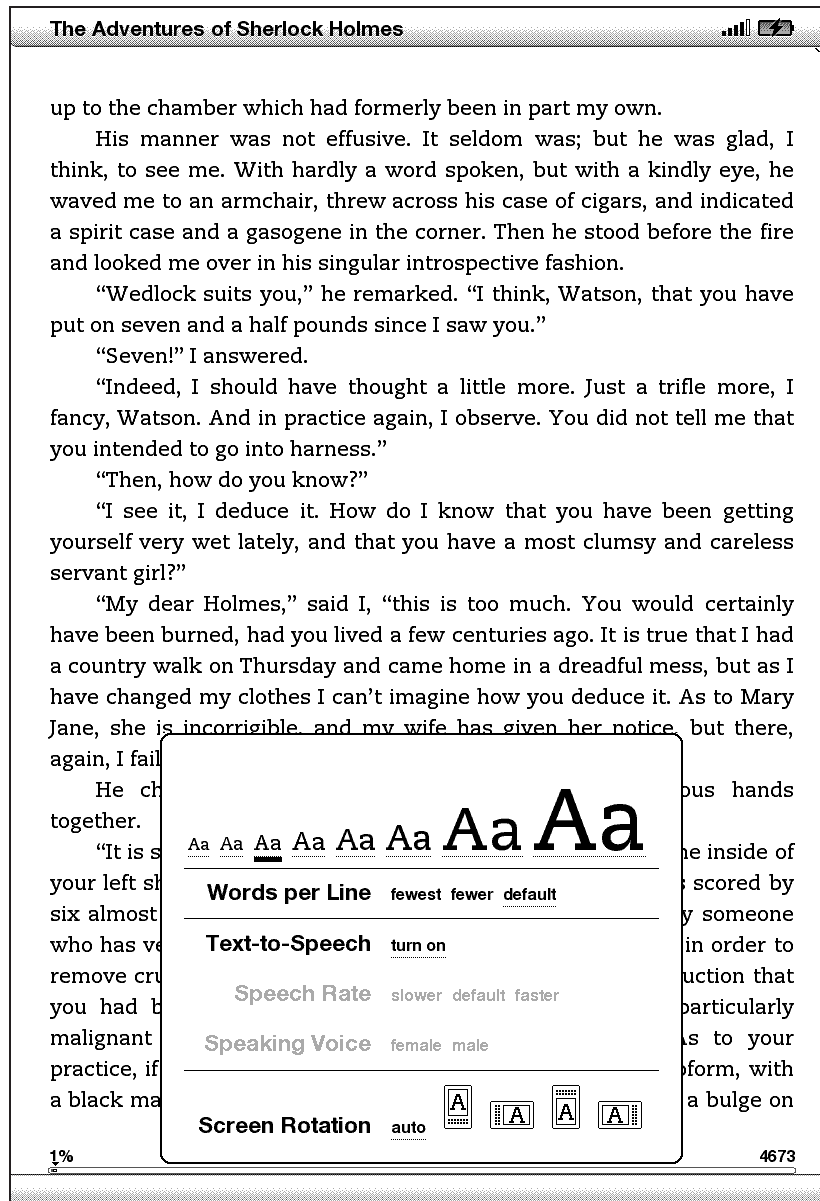 The Adventures of Sherlock Holmes
up to the chamber which had formerly been in part my own.
His manner was not effusive. It seldom was; but he was glad, I
think, to see me. With hardly a word spoken, but with a kindly eye, he
waved me to an armchair, threw across his case of cigars, and indicated
a spirit case and a gasogene in the corner. Then he stood before the fire
and looked me over in his singular introspective fashion.
“Wedlock suits you,” he remarked. “I think, Watson, that you have
put on seven and a half pounds since I saw you.”
“Seven!” I answered.
“Indeed, I should have thought a little more. Just a trifle more, I
fancy, Watson. And in practice again, I observe. You did not tell me that
you intended to go into harness.”
“Then, how do you know?”
“I see it, I deduce it. How do I know that you have been getting
yourself very wet lately, and that you have a most clumsy and careless
servant girl?”
“My dear Holmes,” said I, “this is too much. You would certainly
have been burned, had you lived a few centuries ago. It is true that I had
a country walk on Thursday and came home in a dreadful mess, but as I
have changed my clothes I can’t imagine how you deduce it. As to Mary
Jane, she is incorrigible, and my wife has given her notice, but there,
again, I fail
He hands
together.
“It is inside of
your left scored by
six almost someone
who has in order to
remove that
you had particularly
malignant to your
practice, if with
a black a bulge on
Aa Aa Aa Aa Aa Aa Aa Aa
Words per Line fewest fewer default
Text-to-Speech turn on
Speech Rate slower default faster
Speaking Voice female male
Screen Rotation auto A A A A
1% 4673